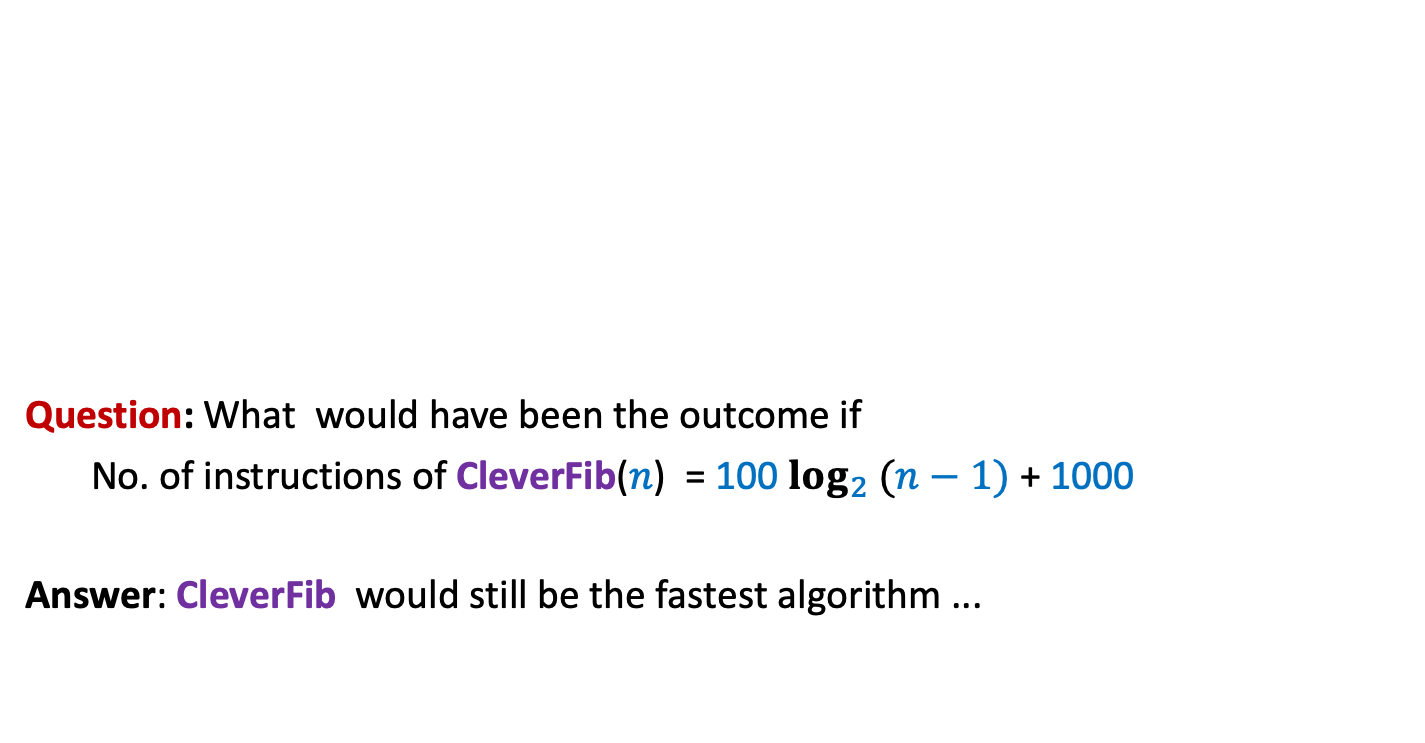 Question: What would have been the outcome if
No. of instructions of CleverFib(𝑛) = 100 log₂ (𝑛 − 1) + 1000
Answer: CleverFib would still be the fastest algorithm ...